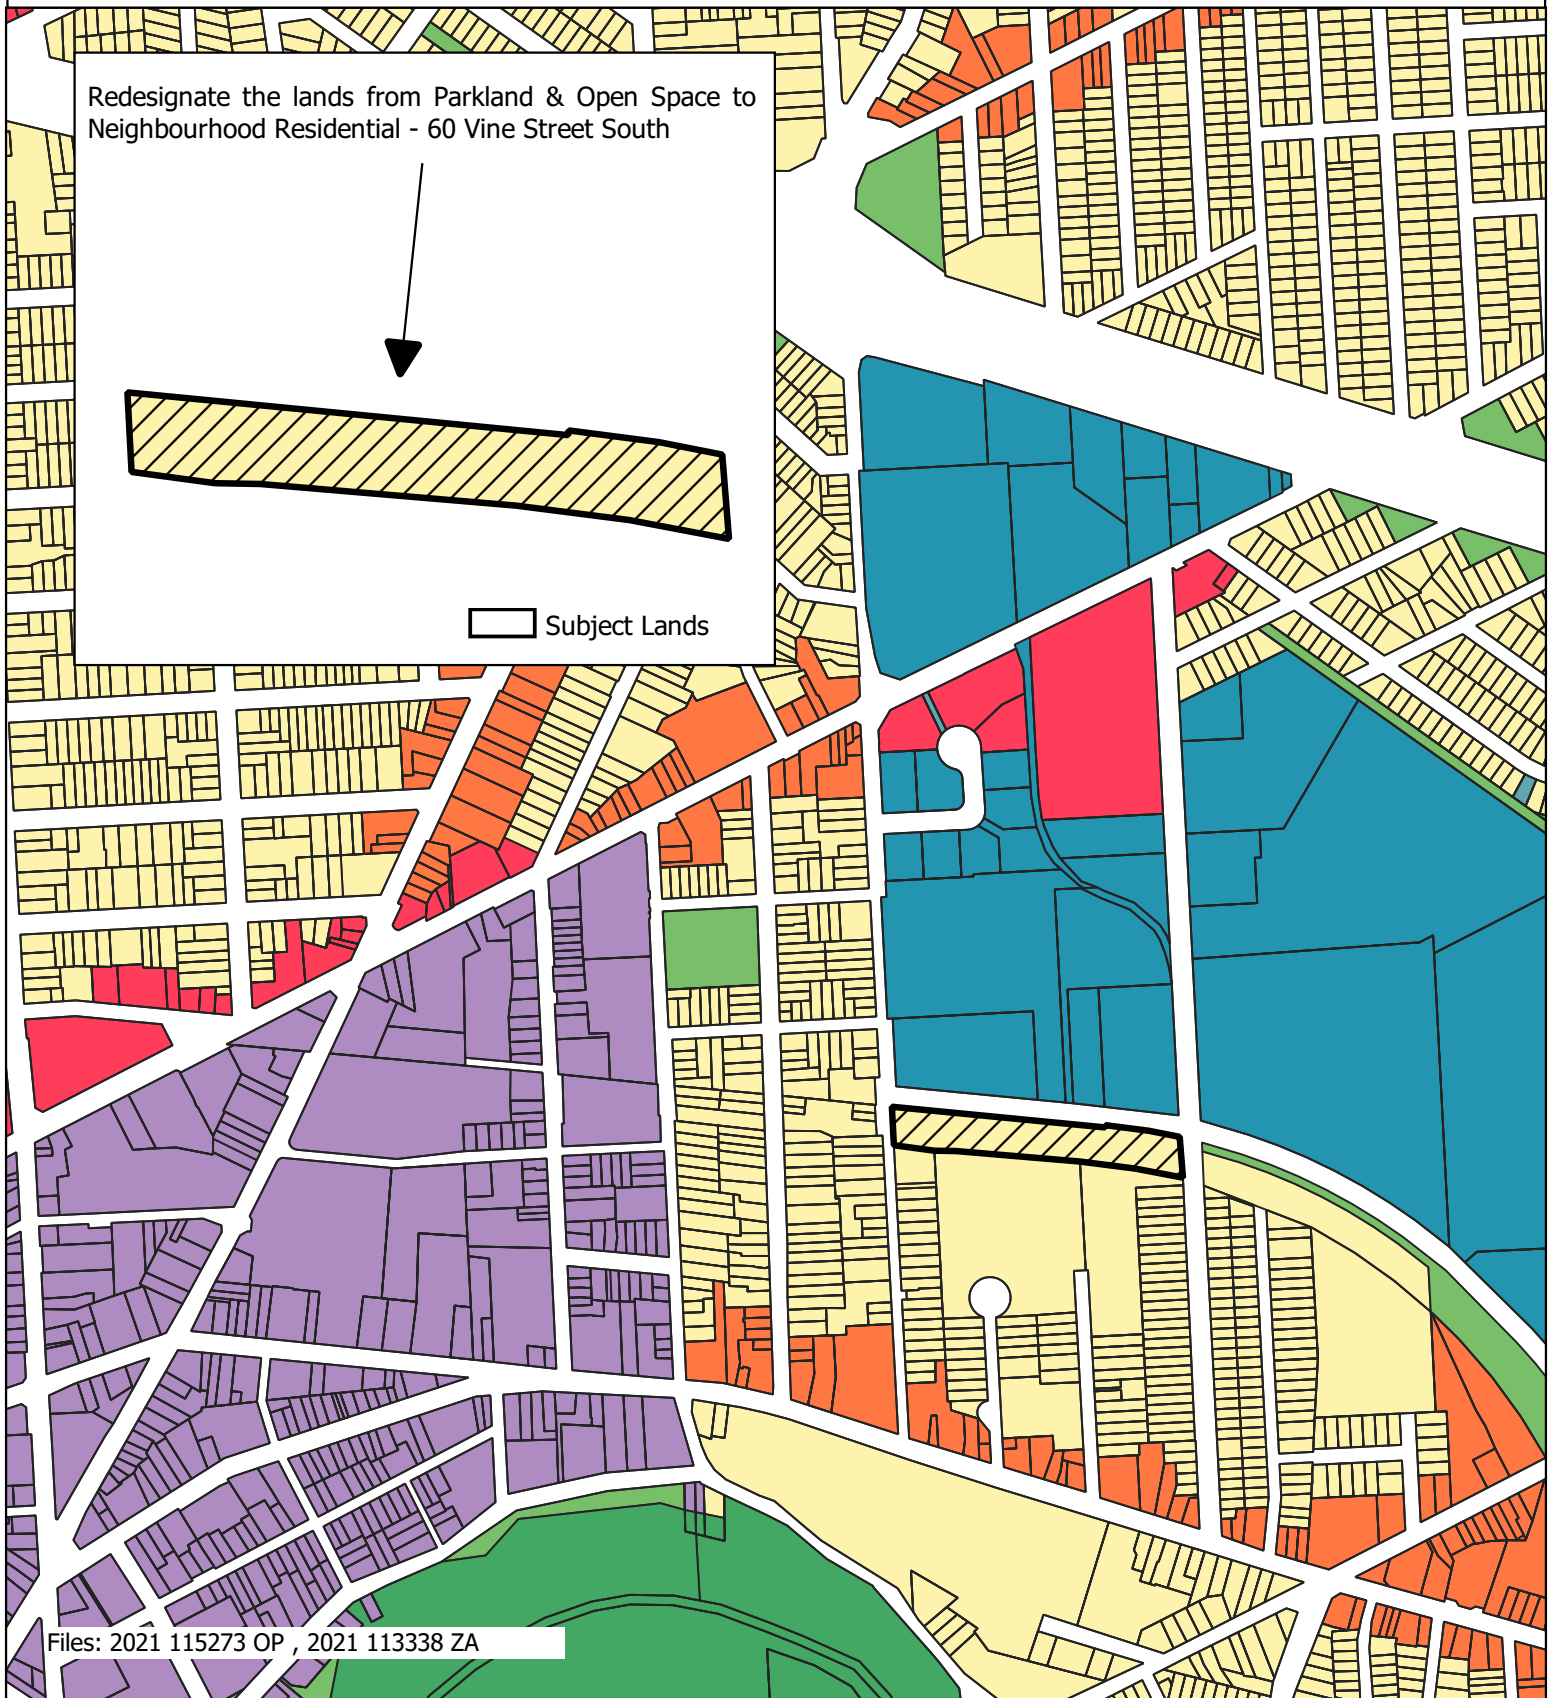 Redesignate the lands from Parkland & Open Space to
Neighbourhood Residential - 60 Vine Street South
Subject Lands
Files: 2021 115273 OP , 2021 113338 ZA